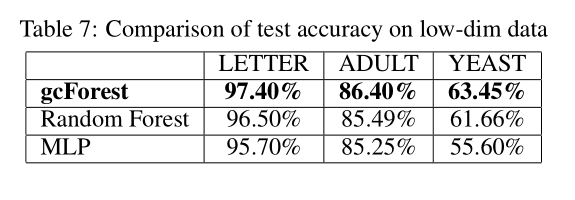 Table 7: Comparison of test accuracy on low-dim data
LETTER ADULT YEAST
gcForest 97.40% 86.40% 63.45%
Random Forest 96.50% 85.49% 61.66%
MLP 95.70% 85.25% 55.60%